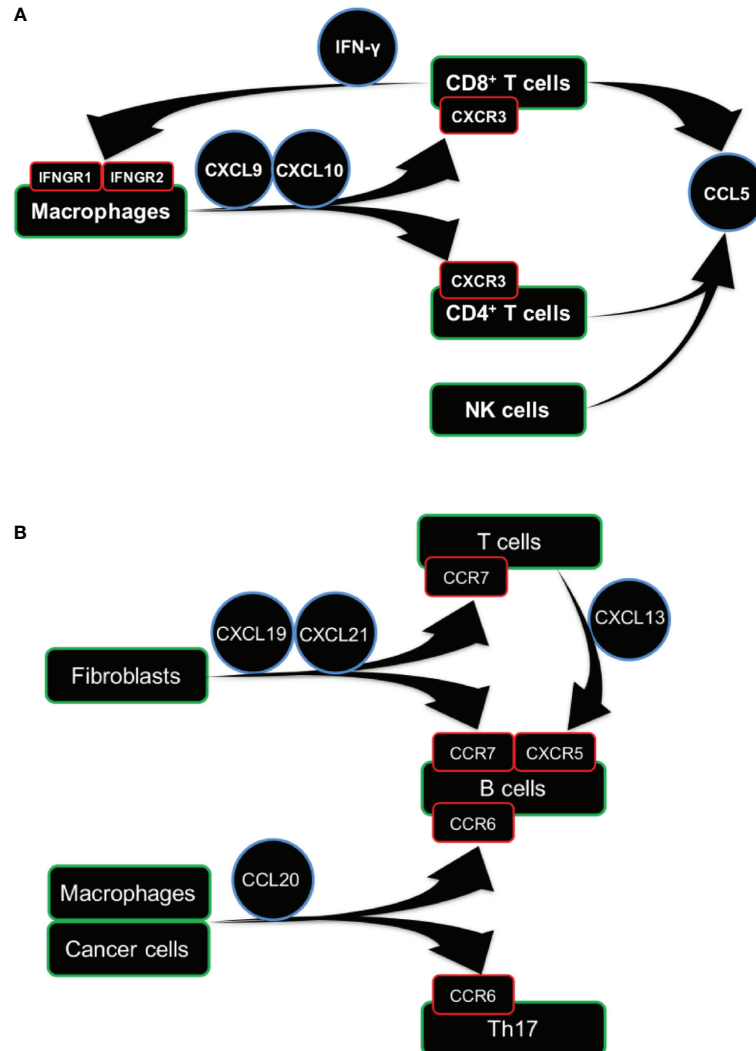 A
IFN-γ
CD8⁺ T cells
CXCR3
IFNGR1
IFNGR2
Macrophages
CXCL9
CXCL10
CCL5
CXCR3
CD4⁺ T cells
NK cells
B
T cells
CCR7
CXCL19
CXCL21
CXCL13
Fibroblasts
CCR7
CXCR5
B cells
CCR6
CCL20
Macrophages
Cancer cells
CCR6
Th17